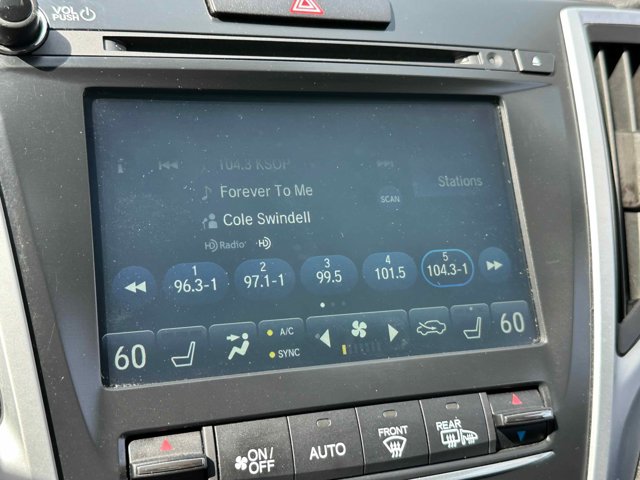 VOL
PUSH
104.3 KSOP
Forever To Me
Stations
SCAN
Cole Swindell
HD Radio HD
1 2 3 4 5
96.3-1 97.1-1 99.5 101.5 104.3-1
60 A/C 60
SYNC
ON/OFF AUTO FRONT REAR